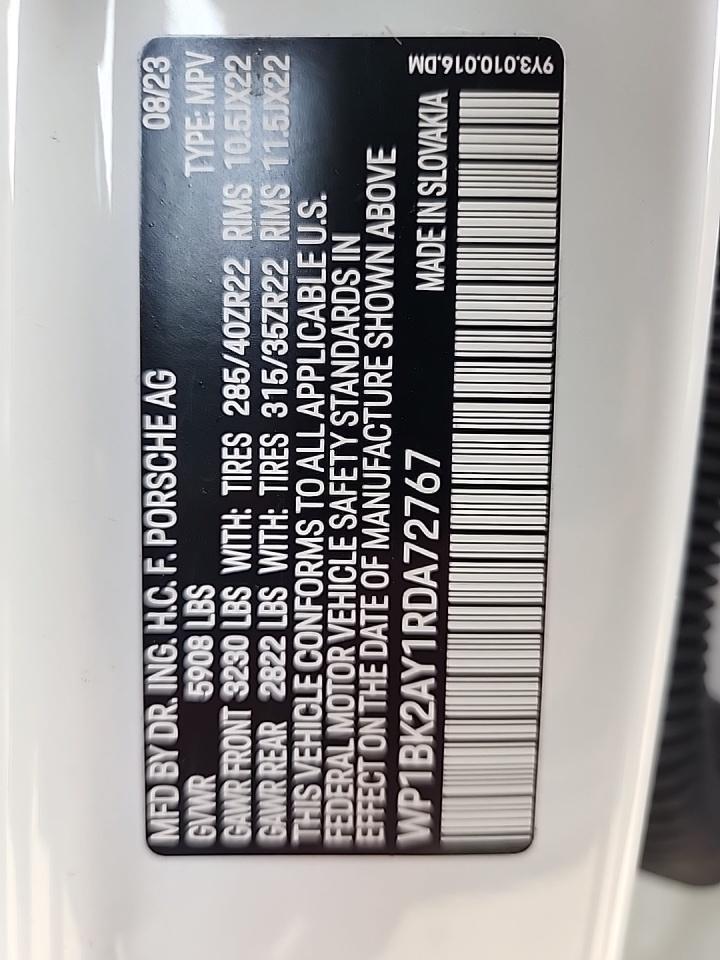 MFD BY DR. ING. H.C. F. PORSCHE AG 08/23
GVWR 5908 LBS TYPE: MPV
GAWR FRONT 3230 LBS WITH: TIRES 285/40ZR22 RIMS 10.5JX22
GAWR REAR 2822 LBS WITH: TIRES 315/35ZR22 RIMS 11.5JX22
THIS VEHICLE CONFORMS TO ALL APPLICABLE U.S.
FEDERAL MOTOR VEHICLE SAFETY STANDARDS IN
EFFECT ON THE DATE OF MANUFACTURE SHOWN ABOVE
WP1BK2AY1RDA72767 MADE IN SLOVAKIA
9Y3.010.016.DM